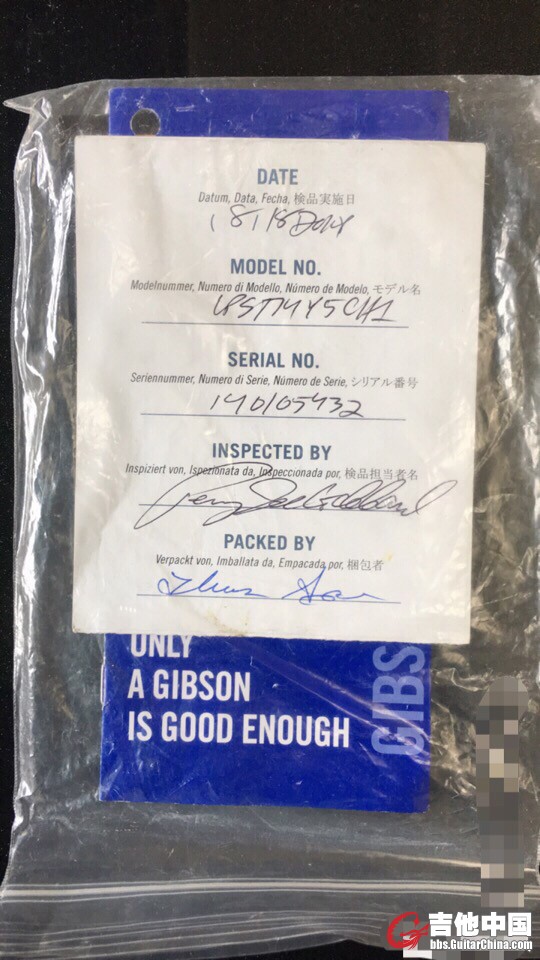 DATE
Datum, Data, Fecha, 検品実施日
MODEL NO.
Modelnummer, Numero di Modello, Número de Modelo, モデル名
LPST14Y5CH1
SERIAL NO.
Seriennummer, Numero di Serie, Número de Serie, シリアル番号
140105432
INSPECTED BY
Inspiziert von, Ispezionata da, Inspeccionada por, 検品担当者名
PACKED BY
Verpackt von, Imballata da, Empacada por, 梱包者
ONLY
A GIBSON
IS GOOD ENOUGH
GIBS
吉他中国
bbs.GuitarChina.com